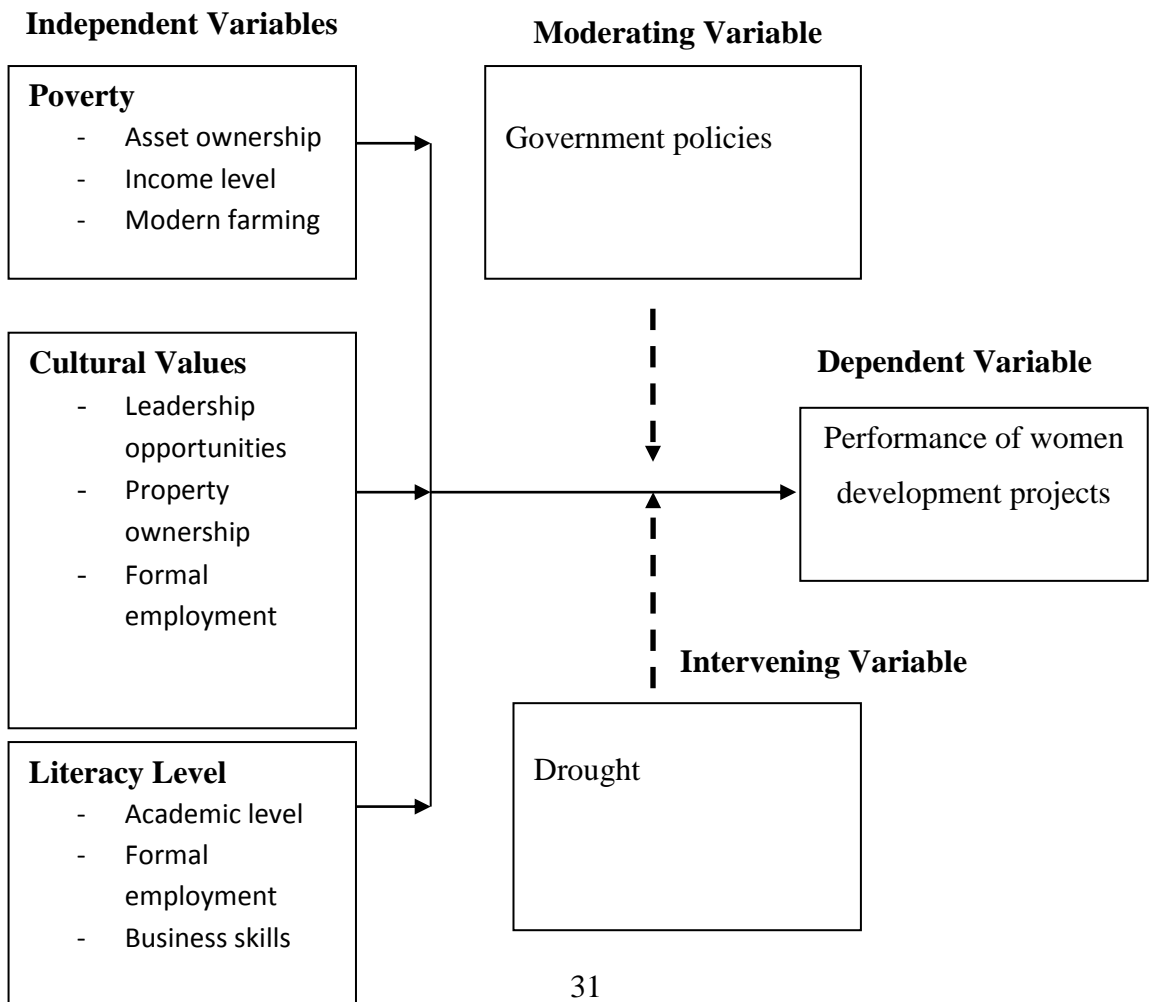 Independent Variables
Poverty
- Asset ownership
- Income level
- Modern farming
Cultural Values
- Leadership
opportunities
- Property
ownership
- Formal
employment
Literacy Level
- Academic level
- Formal
employment
- Business skills
Moderating Variable
Government policies
Dependent Variable
Performance of women
development projects
Intervening Variable
Drought
31